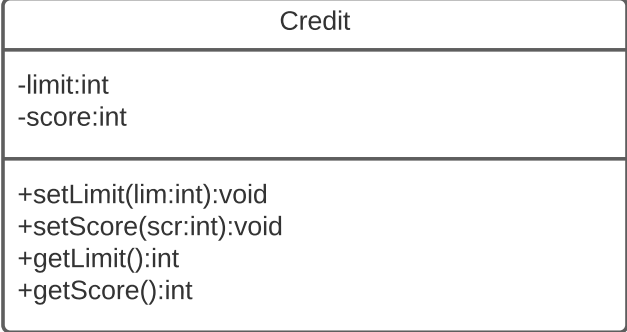 Credit
-limit:int
-score:int
+setLimit(lim:int):void
+setScore(scr:int):void
+getLimit():int
+getScore():int